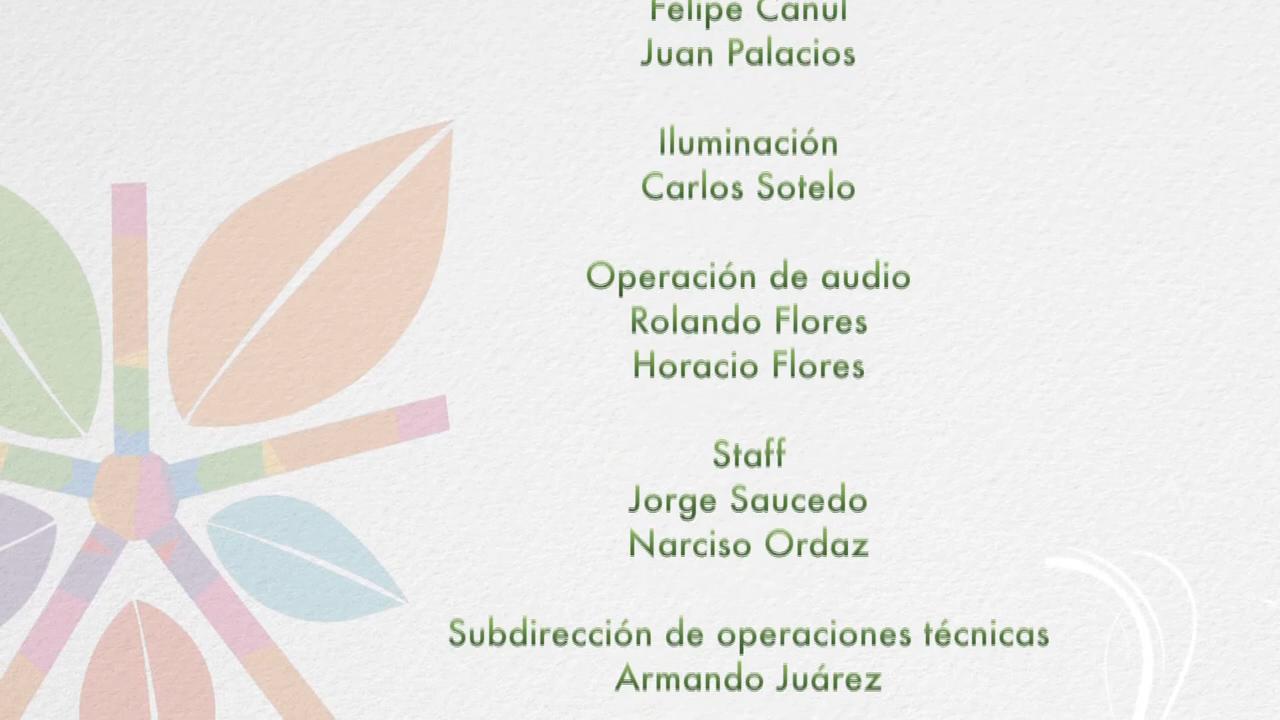 Felipe Canul
Juan Palacios
Iluminación
Carlos Sotelo
Operación de audio
Rolando Flores
Horacio Flores
Staff
Jorge Saucedo
Narciso Ordaz
Subdirección de operaciones técnicas
Armando Juárez